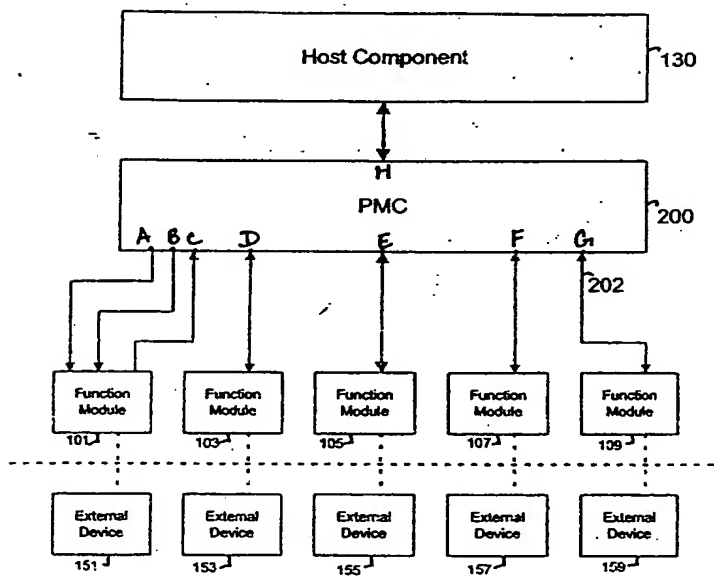 Host Component
130
H
PMC
200
A B C D E F G
202
Function Module
Function Module
Function Module
Function Module
Function Module
101
103
105
107
109
External Device
External Device
External Device
External Device
External Device
151
153
155
157
159